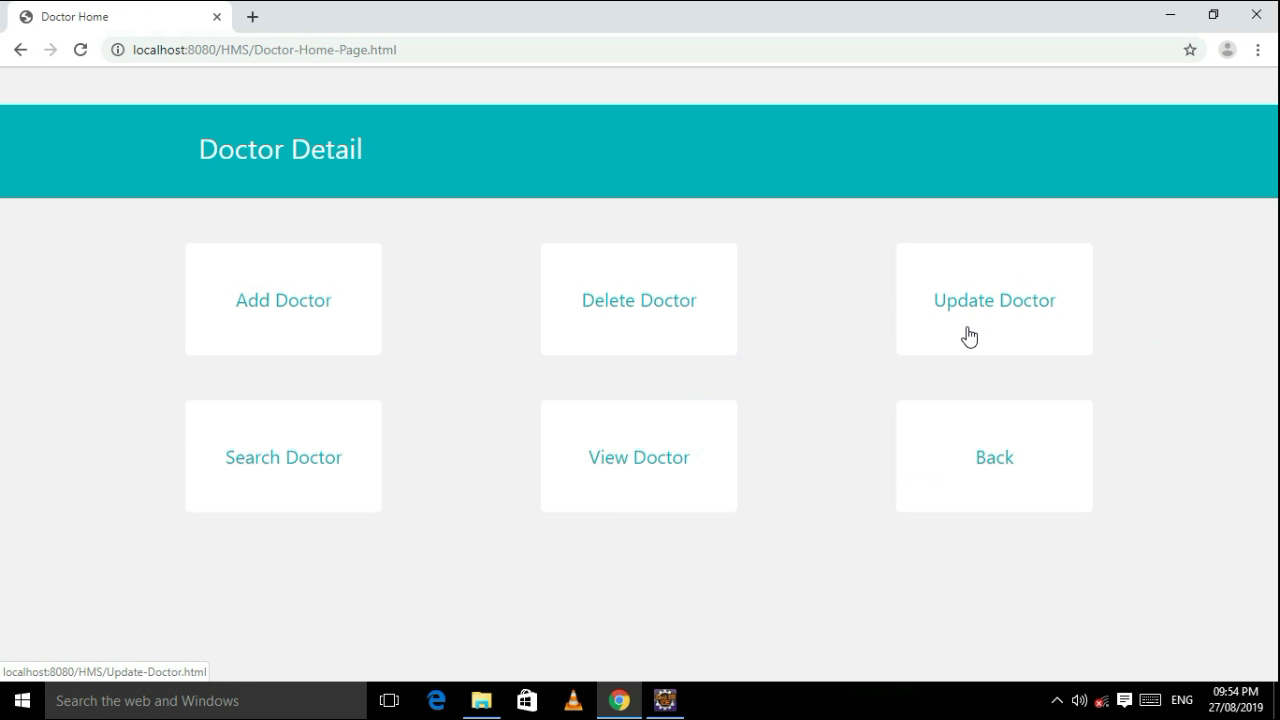 Doctor Home
localhost:8080/HMS/Doctor-Home-Page.html
Doctor Detail
Add Doctor
Delete Doctor
Update Doctor
Search Doctor
View Doctor
Back
localhost:8080/HMS/Update-Doctor.html
Search the web and Windows
ENG
09:54 PM
27/08/2019